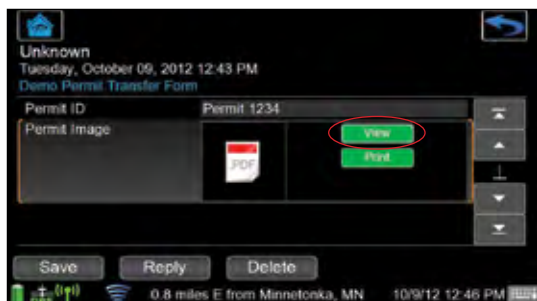 Unknown
Tuesday, October 09, 2012 12:43 PM
Demo Permit Transfer Form
Permit ID Permit 1234
Permit Image View
.PDF Print
Save Reply Delete
0.8 miles E from Minnetonka, MN 10/9/12 12:46 PM